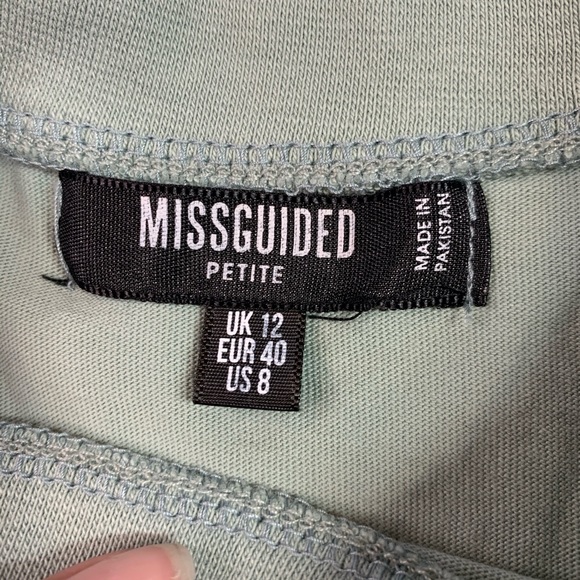 MISSGUIDED
PETITE
MADE IN
PAKISTAN
UK 12
EUR 40
US 8